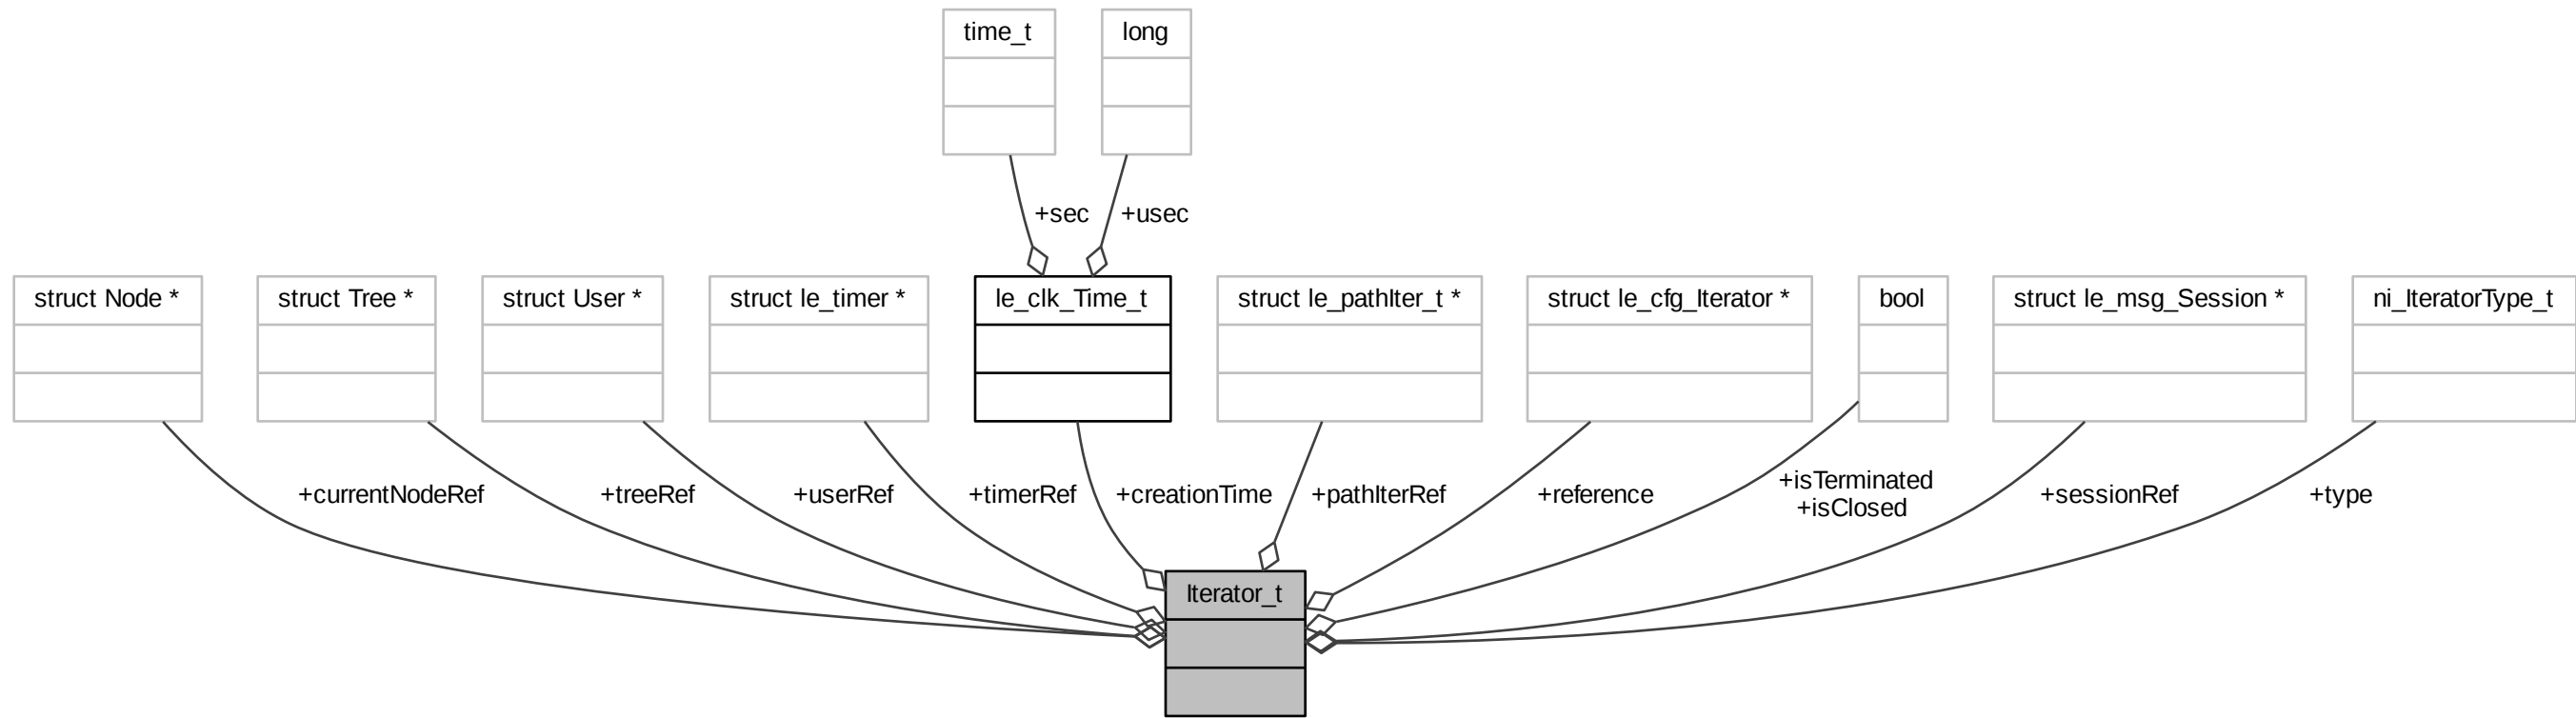 time_t
long
+sec
+usec
struct Node *
struct Tree *
struct User *
struct le_timer *
le_clk_Time_t
struct le_pathIter_t *
struct le_cfg_Iterator *
bool
struct le_msg_Session *
ni_IteratorType_t
+currentNodeRef
+treeRef
+userRef
+timerRef
+creationTime
+pathIterRef
+reference
+isTerminated
+isClosed
+sessionRef
+type
Iterator_t